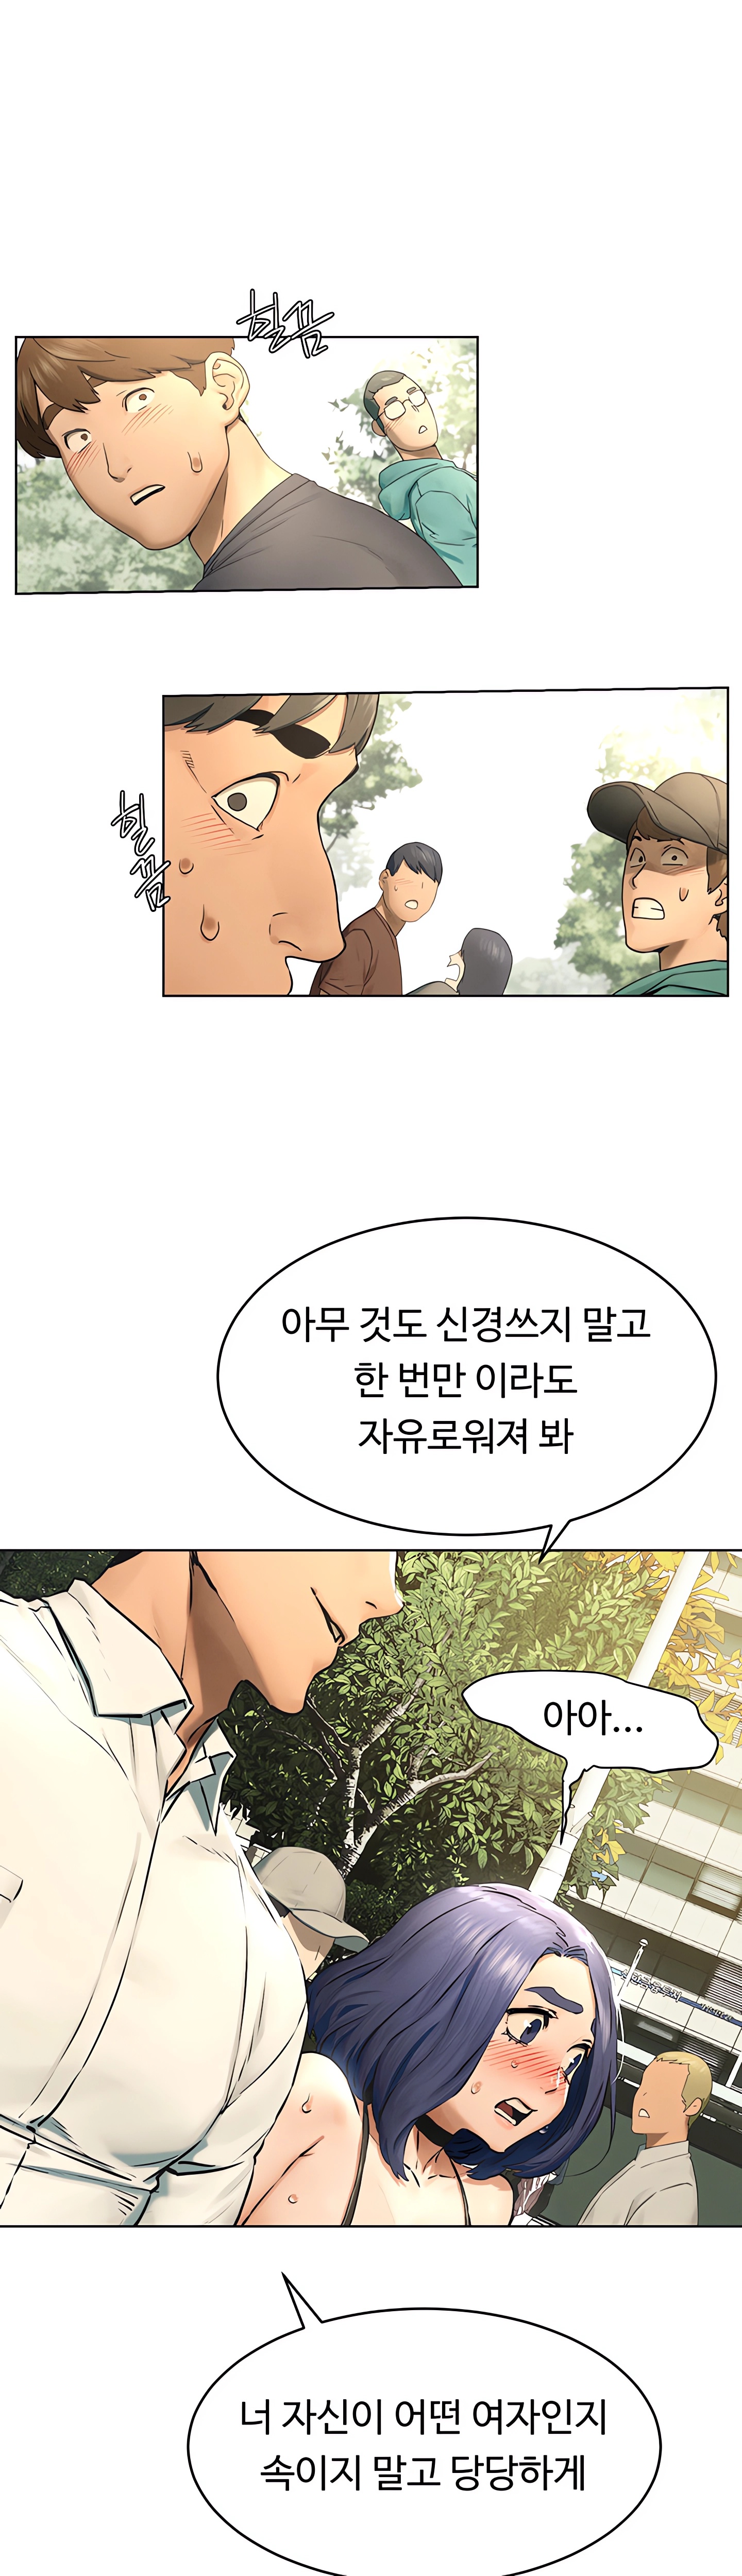 힐끔
힐끔
아무 것도 신경쓰지 말고
한 번만 이라도
자유로워져 봐
아아...
너 자신이 어떤 여자인지
속이지 말고 당당하게